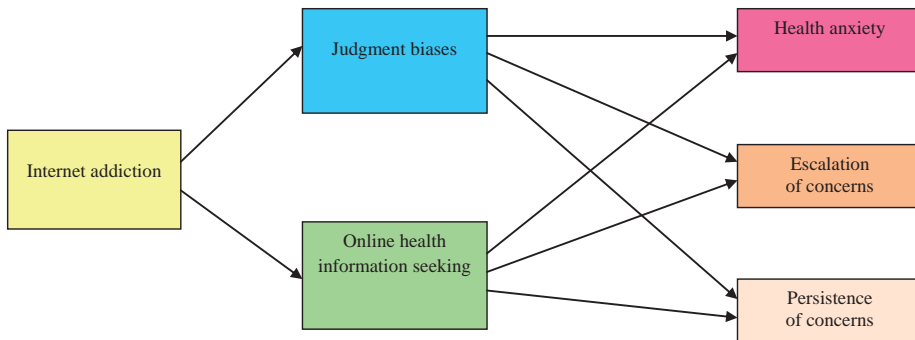 Judgment biases
Health anxiety
Internet addiction
Escalation
of concerns
Online health
information seeking
Persistence
of concerns